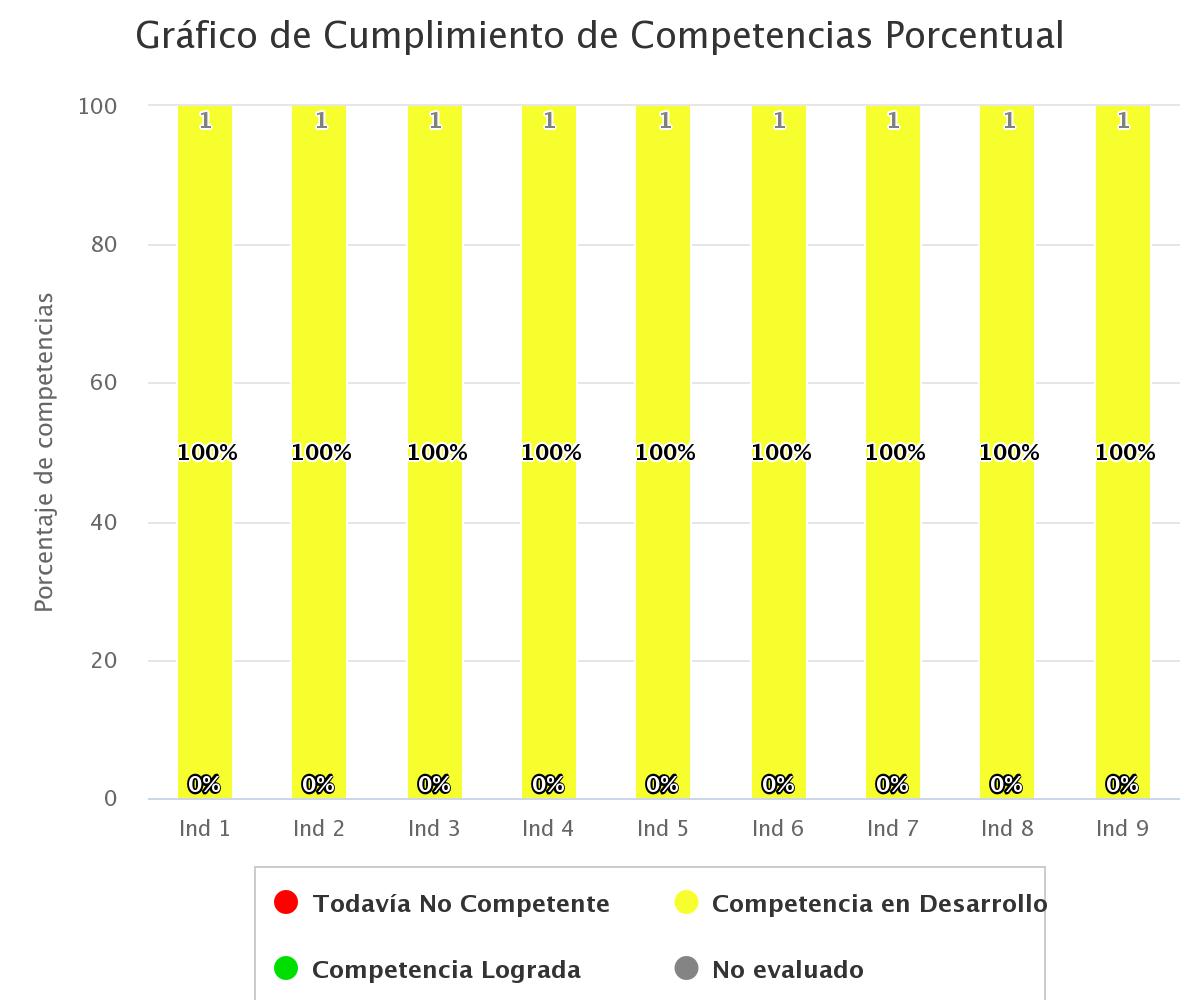 Gráfico de Cumplimiento de Competencias Porcentual
Porcentaje de competencias
100
80
60
40
20
0
1 1 1 1 1 1 1 1 1
100% 100% 100% 100% 100% 100% 100% 100% 100%
0% 0% 0% 0% 0% 0% 0% 0% 0%
Ind 1 Ind 2 Ind 3 Ind 4 Ind 5 Ind 6 Ind 7 Ind 8 Ind 9
Todavía No Competente Competencia en Desarrollo
Competencia Lograda No evaluado